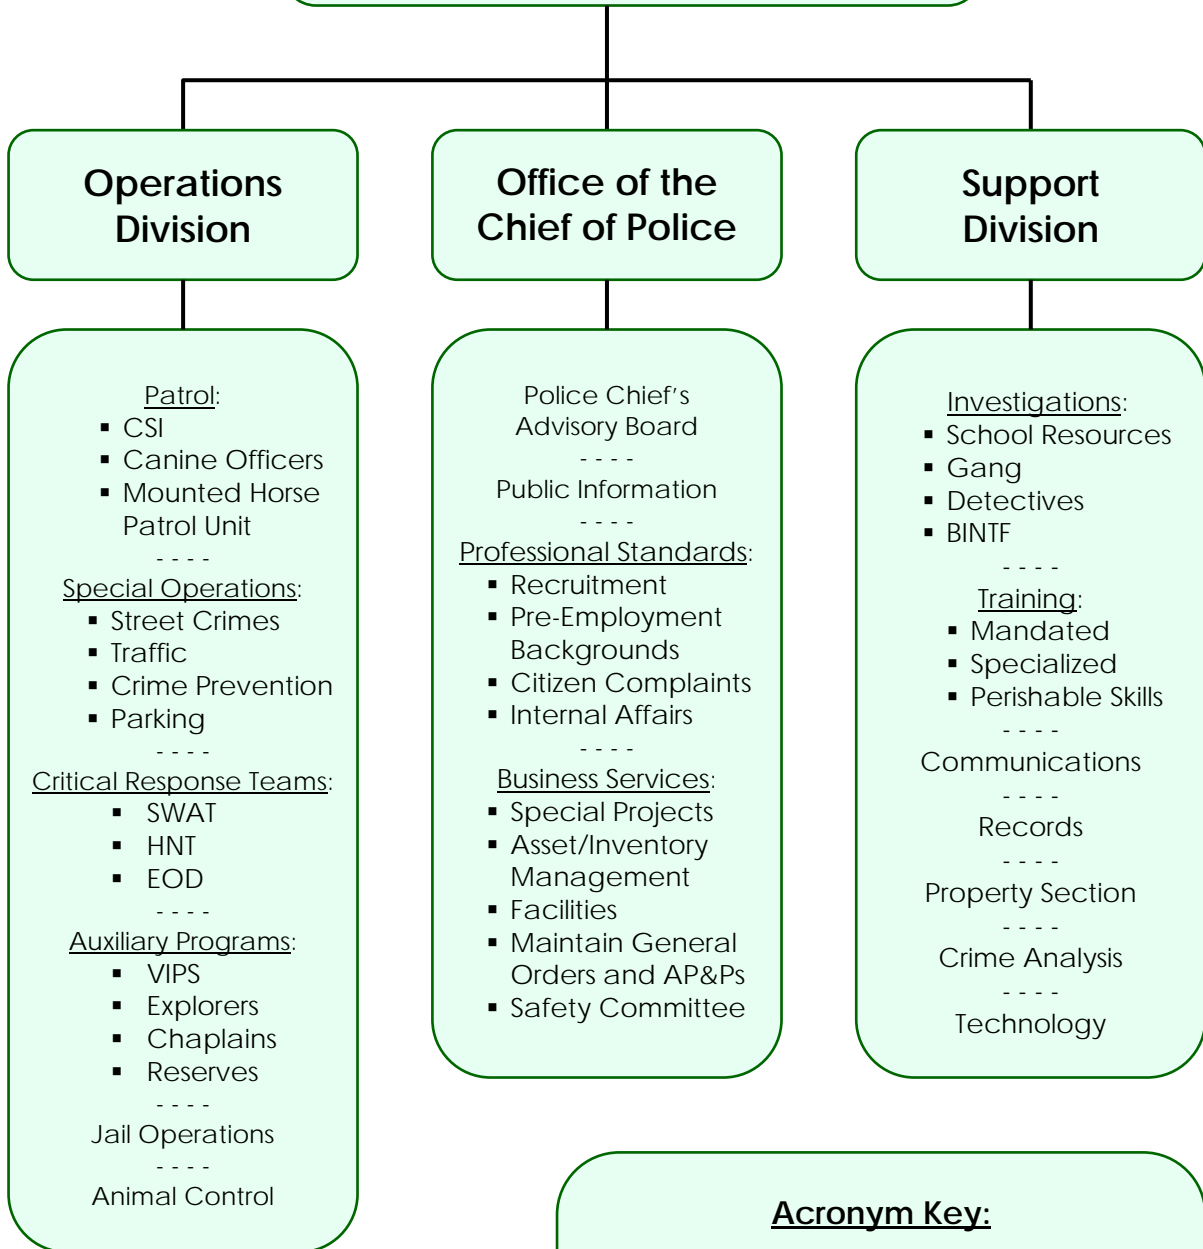 Operations
Division
Office of the
Chief of Police
Support
Division
Patrol:
▪ CSI
▪ Canine Officers
▪ Mounted Horse
Patrol Unit
- - - -
Special Operations:
▪ Street Crimes
▪ Traffic
▪ Crime Prevention
▪ Parking
- - - -
Critical Response Teams:
▪ SWAT
▪ HNT
▪ EOD
- - - -
Auxiliary Programs:
▪ VIPS
▪ Explorers
▪ Chaplains
▪ Reserves
- - - -
Jail Operations
- - - -
Animal Control
Police Chief's
Advisory Board
- - - -
Public Information
- - - -
Professional Standards:
▪ Recruitment
▪ Pre-Employment
Backgrounds
▪ Citizen Complaints
▪ Internal Affairs
- - - -
Business Services:
▪ Special Projects
▪ Asset/Inventory
Management
▪ Facilities
▪ Maintain General
Orders and AP&Ps
▪ Safety Committee
Investigations:
▪ School Resources
▪ Gang
▪ Detectives
▪ BINTF
- - - -
Training:
▪ Mandated
▪ Specialized
▪ Perishable Skills
- - - -
Communications
- - - -
Records
- - - -
Property Section
- - - -
Crime Analysis
- - - -
Technology
Acronym Key: